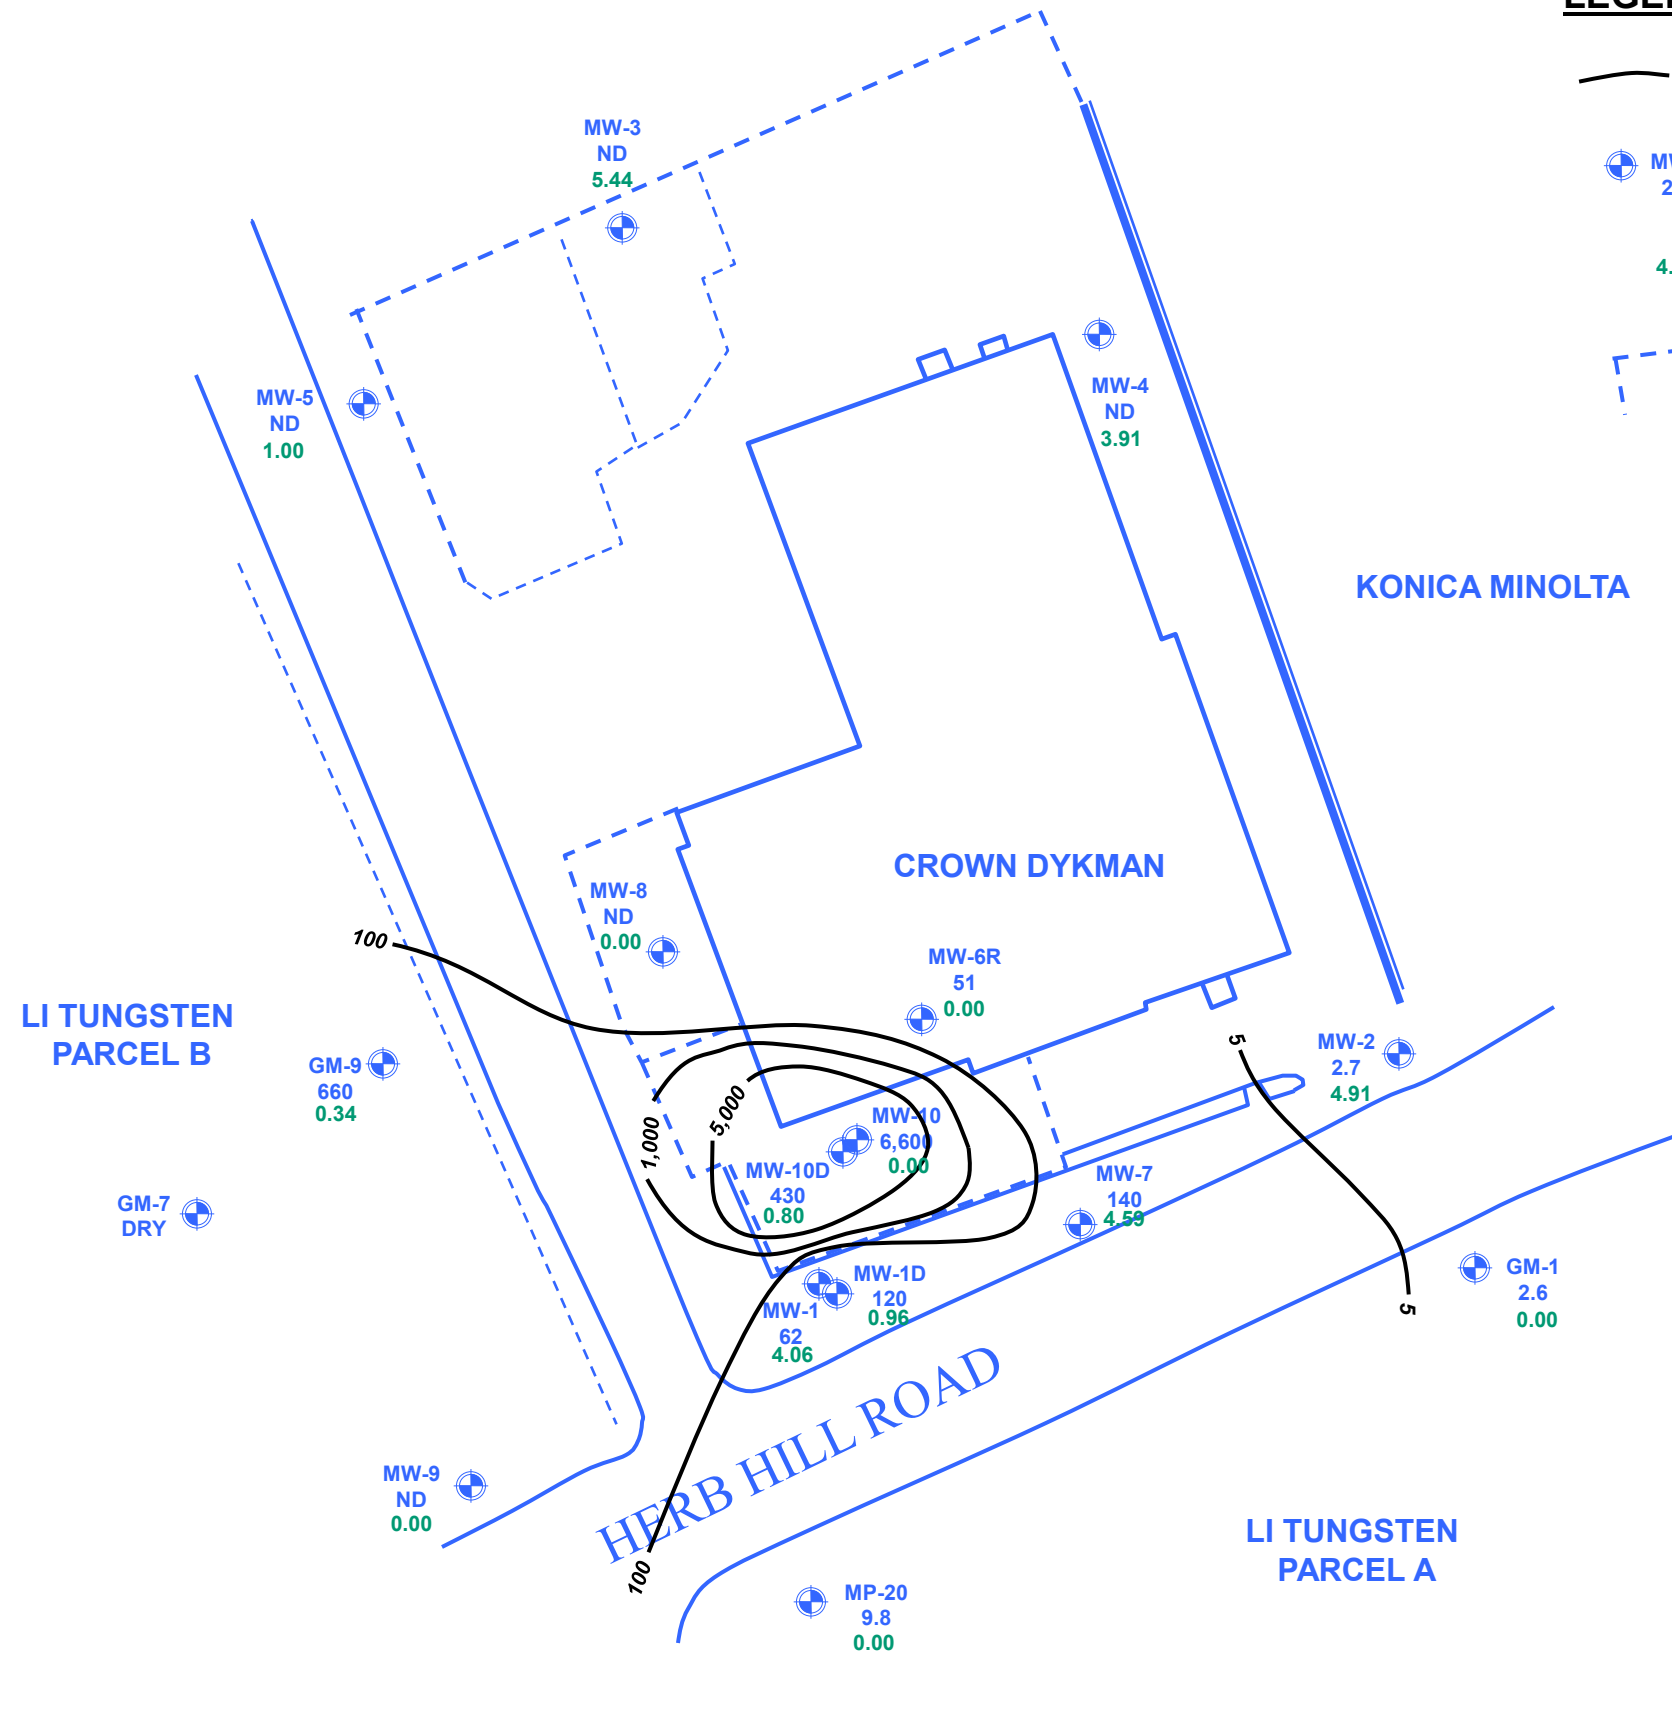 MW-3
ND
5.44
MW-5
ND
1.00
MW-4
ND
3.91
KONICA MINOLTA
CROWN DYKMAN
MW-8
ND
0.00
100
MW-6R
51
0.00
LI TUNGSTEN
PARCEL B
GM-9
660
0.34
5
MW-2
2.7
4.91
5,000
1,000
MW-10
6,600
0.00
MW-10D
430
0.80
MW-7
140
4.59
GM-7
DRY
MW-1D
120
0.96
MW-1
62
4.06
GM-1
2.6
0.00
5
HERB HILL ROAD
MW-9
ND
0.00
100
LI TUNGSTEN
PARCEL A
MP-20
9.8
0.00